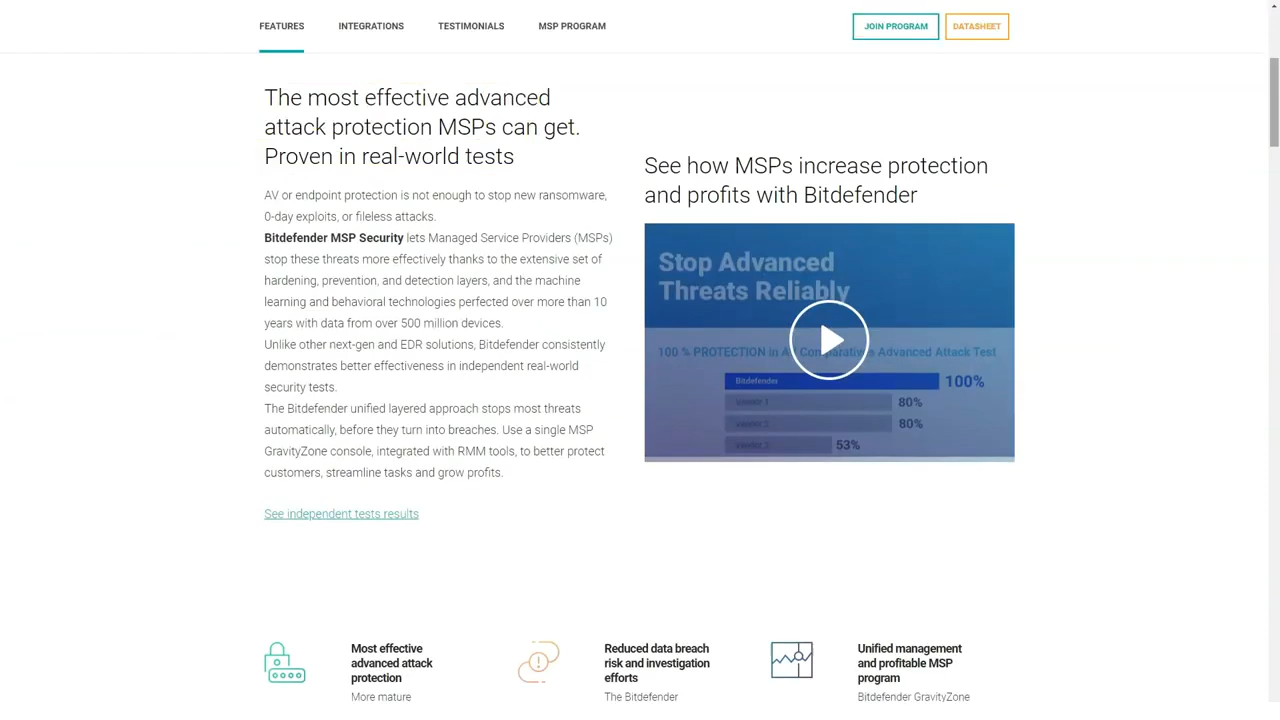 FEATURES
INTEGRATIONS
TESTIMONIALS
MSP PROGRAM
JOIN PROGRAM
DATASHEET
The most effective advanced
attack protection MSPs can get.
Proven in real-world tests
AV or endpoint protection is not enough to stop new ransomware,
0-day exploits, or fileless attacks.
Bitdefender MSP Security lets Managed Service Providers (MSPs)
stop these threats more effectively thanks to the extensive set of
hardening, prevention, and detection layers, and the machine
learning and behavioral technologies perfected over more than 10
years with data from over 500 million devices.
Unlike other next-gen and EDR solutions, Bitdefender consistently
demonstrates better effectiveness in independent real-world
security tests.
The Bitdefender unified layered approach stops most threats
automatically, before they turn into breaches. Use a single MSP
GravityZone console, integrated with RMM tools, to better protect
customers, streamline tasks and grow profits.
See independent tests results
See how MSPs increase protection
and profits with Bitdefender
Stop Advanced
Threats Reliably
100 % PROTECTION in Comparatives Advanced Attack Test
Bitdefender 100%
Vendor 1 80%
Vendor 2 80%
Vendor 3 53%
Most effective
advanced attack
protection
More mature
Reduced data breach
risk and investigation
efforts
The Bitdefender
Unified management
and profitable MSP
program
Bitdefender GravityZone